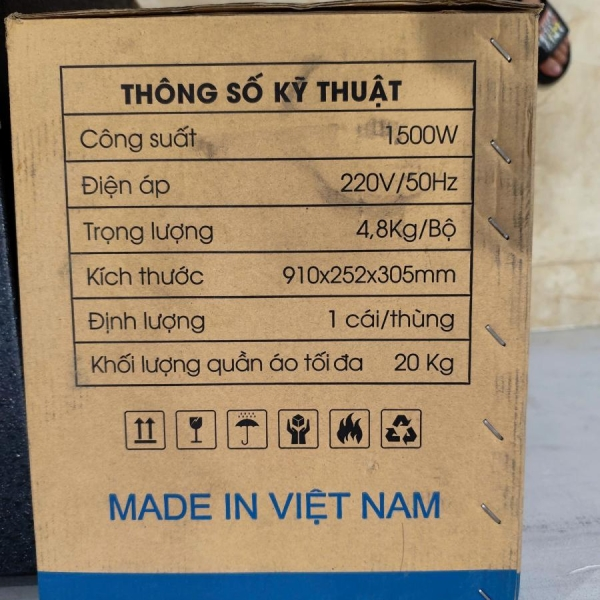 THÔNG SỐ KỸ THUẬT
Công suất 1500W
Điện áp 220V/50Hz
Trọng lượng 4,8Kg/Bộ
Kích thước 910x252x305mm
Định lượng 1 cái/thùng
Khối lượng quần áo tối đa 20 Kg
MADE IN VIỆT NAM